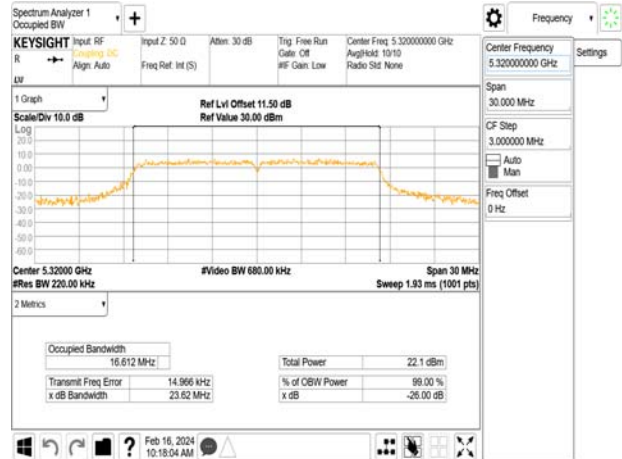 Spectrum Analyzer 1
Occupied BW
KEYSIGHT
R
Input: RF
Coupling: DC
Align: Auto
Input Z: 50 Ω
Freq Ref: Int (S)
Atten: 30 dB
Trig: Free Run
Gate: Off
#IF Gain: Low
Center Freq: 5.320000000 GHz
Avg|Hold: 10/10
Radio Std: None
1 Graph
Scale/Div 10.0 dB
Ref Lvl Offset 11.50 dB
Ref Value 30.00 dBm
Log
20.0
10.0
0.00
-10.0
-20.0
-30.0
-40.0
-50.0
-60.0
Center 5.32000 GHz
#Res BW 220.00 kHz
#Video BW 680.00 kHz
Span 30 MHz
Sweep 1.93 ms (1001 pts)
2 Metrics
Occupied Bandwidth
16.612 MHz
Transmit Freq Error 14.966 kHz
x dB Bandwidth 23.62 MHz
Total Power 22.1 dBm
% of OBW Power 99.00 %
x dB -26.00 dB
?
Feb 16, 2024
10:18:04 AM
Frequency
Settings
Center Frequency
5.320000000 GHz
Span
30.000 MHz
CF Step
3.000000 MHz
Auto
Man
Freq Offset
0 Hz